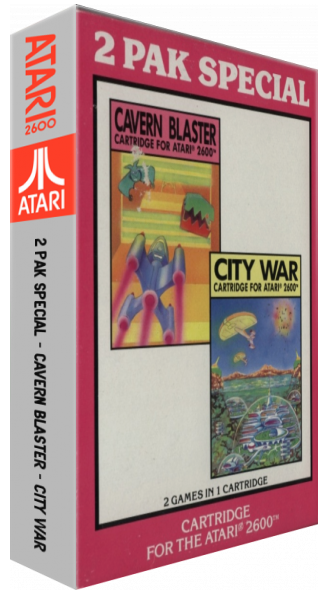 ATARI
2600
ATARI
2 PAK SPECIAL - CAVERN BLASTER - CITY WAR
2 PAK SPECIAL
CAVERN BLASTER
CARTRIDGE FOR ATARI® 2600™
CITY WAR
CARTRIDGE FOR ATARI® 2600™
2 GAMES IN 1 CARTRIDGE
CARTRIDGE
FOR THE ATARI® 2600™